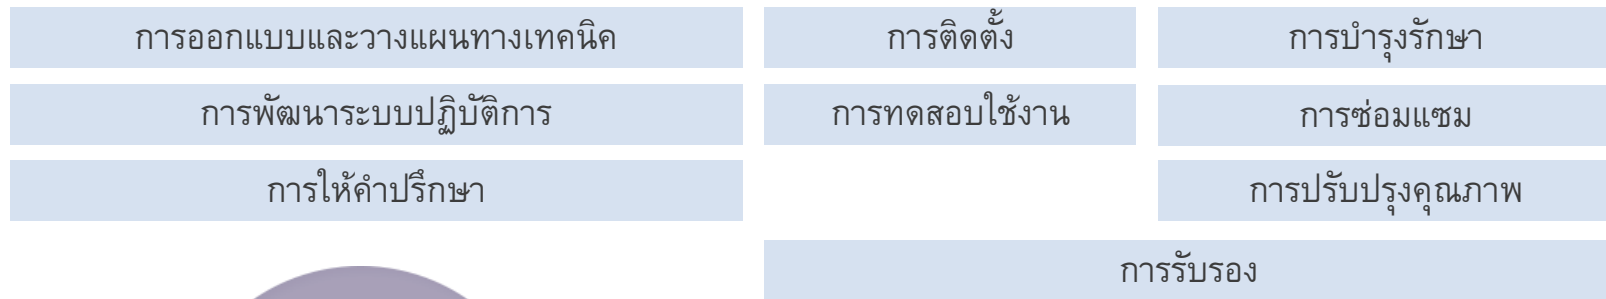 การออกแบบและวางแผนทางเทคนิค
การติดตั้ง
การบำรุงรักษา
การพัฒนาระบบปฏิบัติการ
การทดสอบใช้งาน
การซ่อมแซม
การให้คำปรึกษา
การปรับปรุงคุณภาพ
การรับรอง